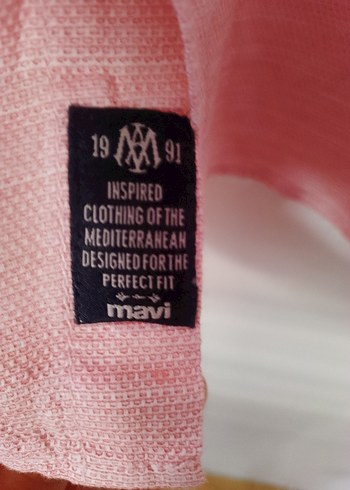 19 M 91
INSPIRED
CLOTHING OF THE
MEDITERRANEAN
DESIGNED FOR THE
PERFECT FIT
mavi